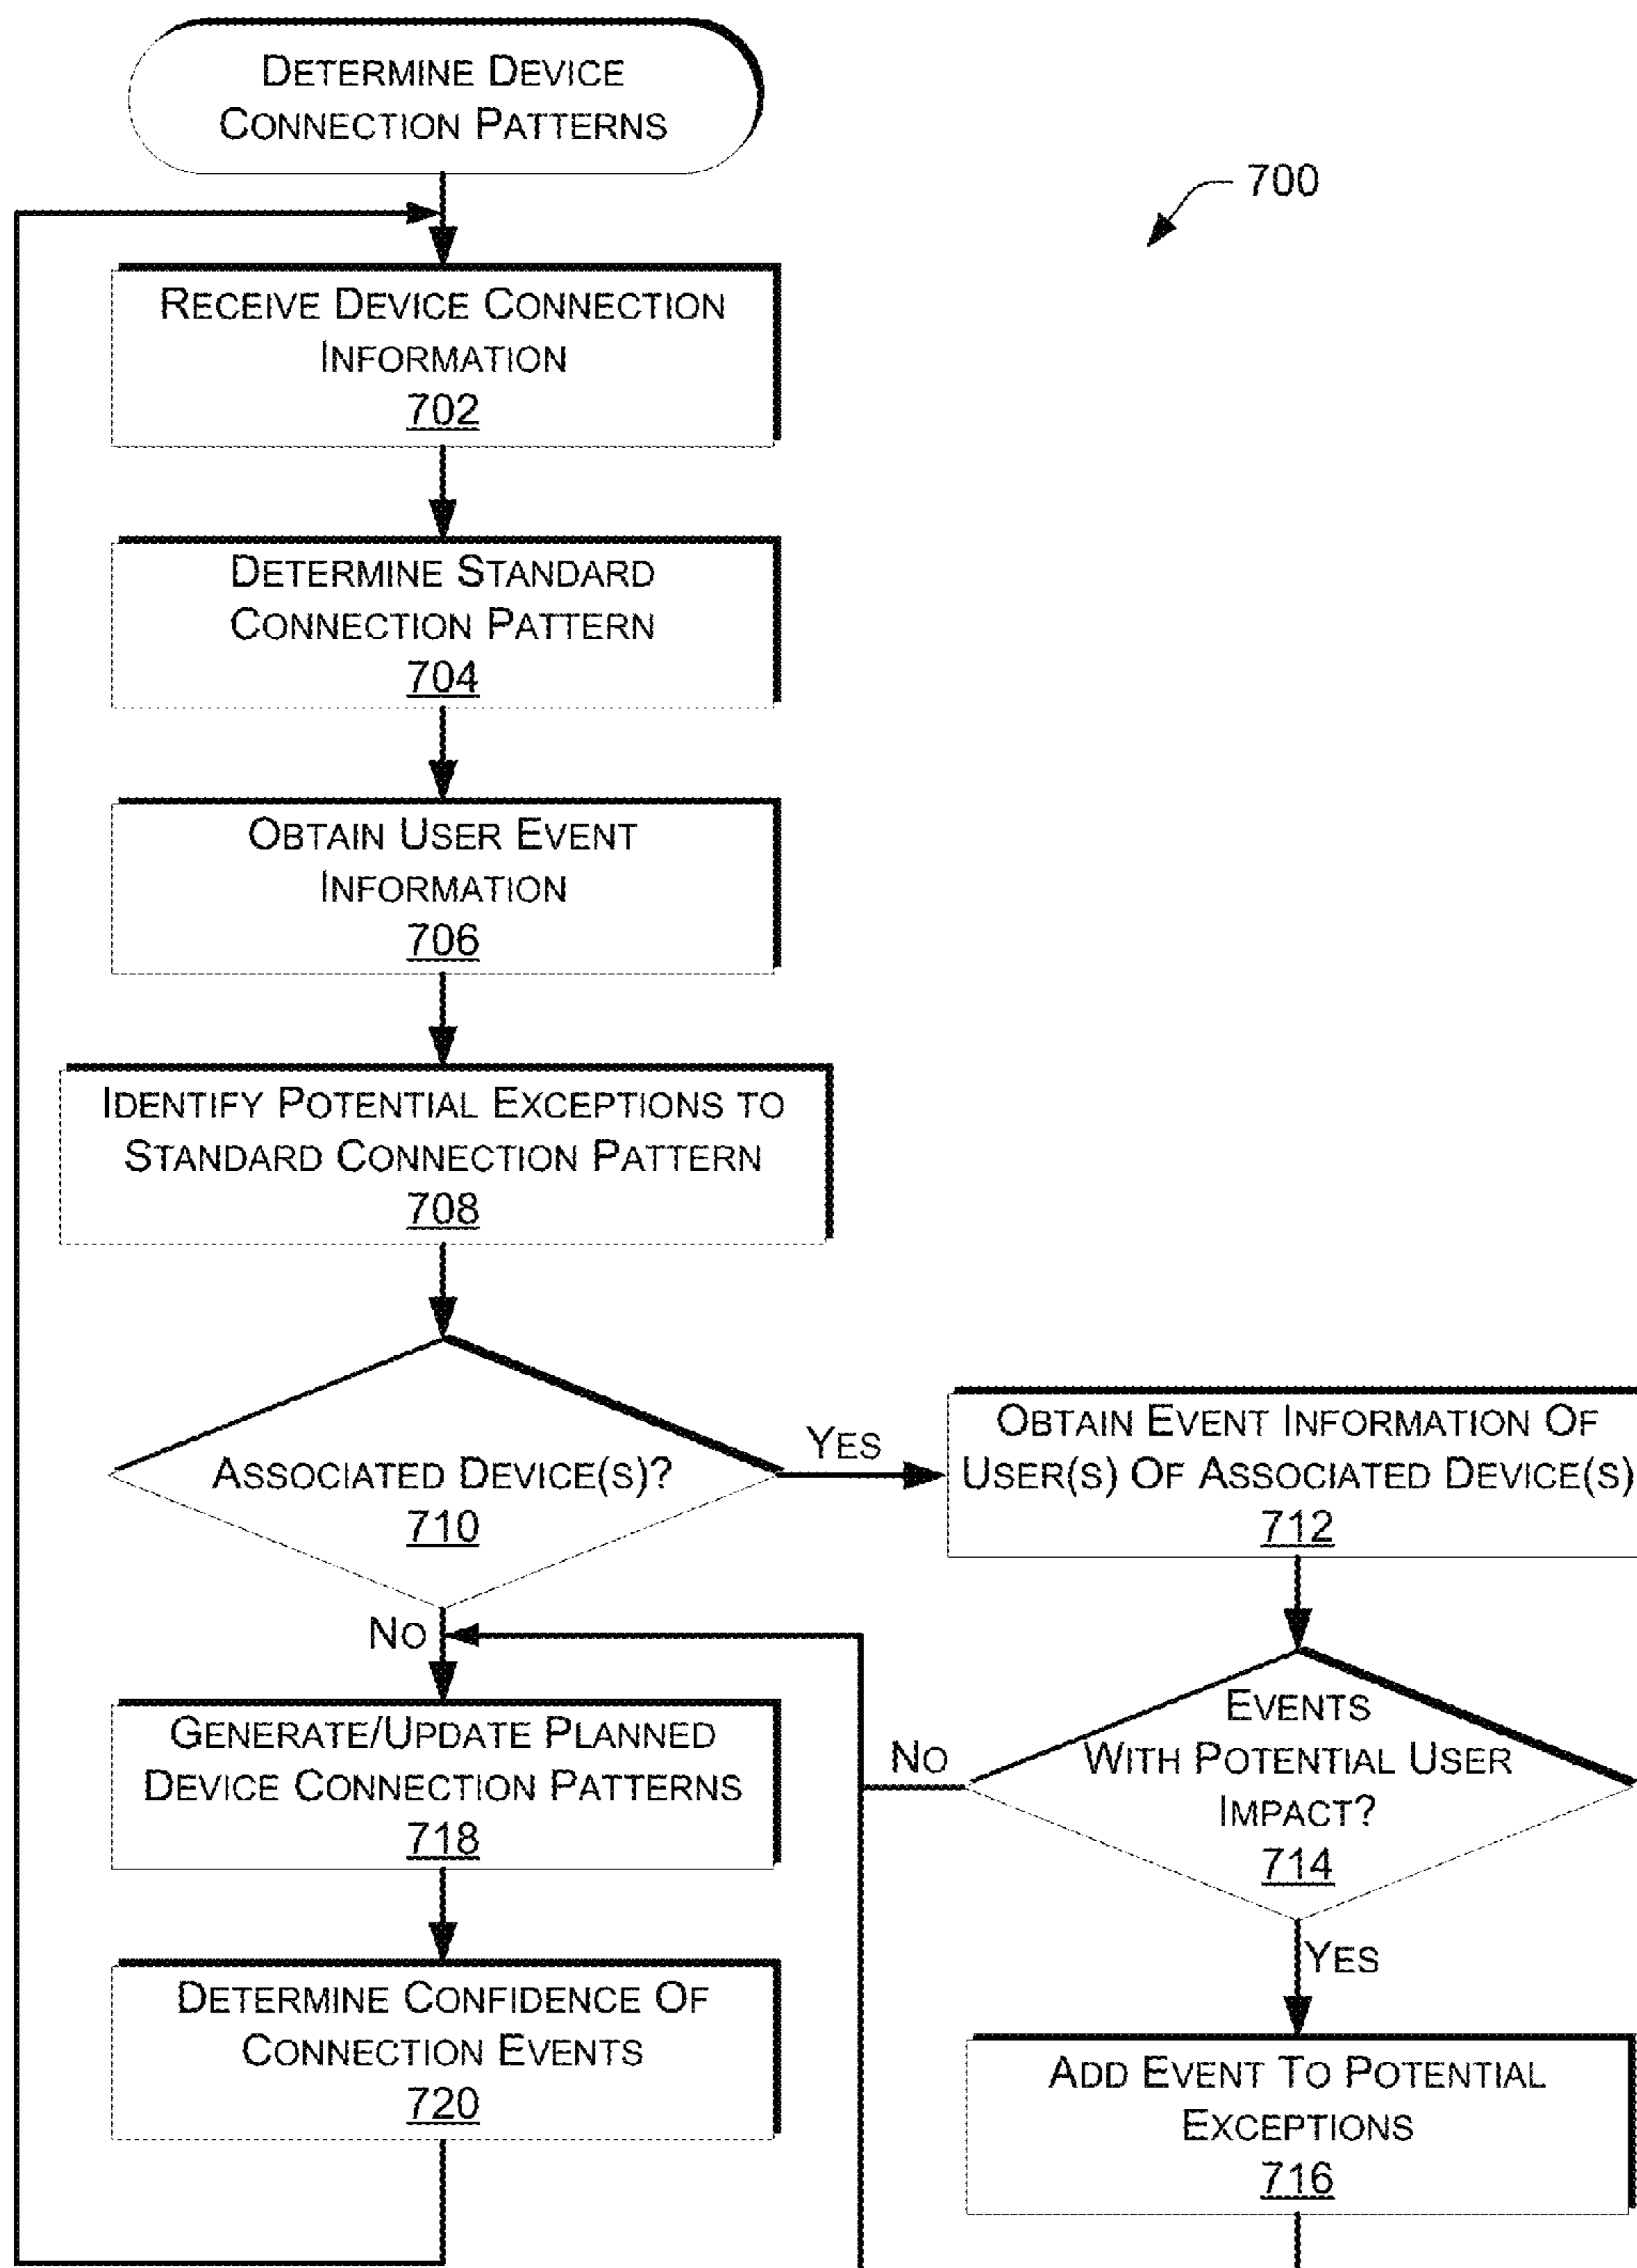 DETERMINE DEVICE
CONNECTION PATTERNS
700
RECEIVE DEVICE CONNECTION
INFORMATION
702
DETERMINE STANDARD
CONNECTION PATTERN
704
OBTAIN USER EVENT
INFORMATION
706
IDENTIFY POTENTIAL EXCEPTIONS TO
STANDARD CONNECTION PATTERN
708
ASSOCIATED DEVICE(S)?
710
YES
OBTAIN EVENT INFORMATION OF
USER(S) OF ASSOCIATED DEVICE(S)
712
NO
EVENTS
WITH POTENTIAL USER
IMPACT?
714
NO
YES
ADD EVENT TO POTENTIAL
EXCEPTIONS
716
GENERATE/UPDATE PLANNED
DEVICE CONNECTION PATTERNS
718
DETERMINE CONFIDENCE OF
CONNECTION EVENTS
720